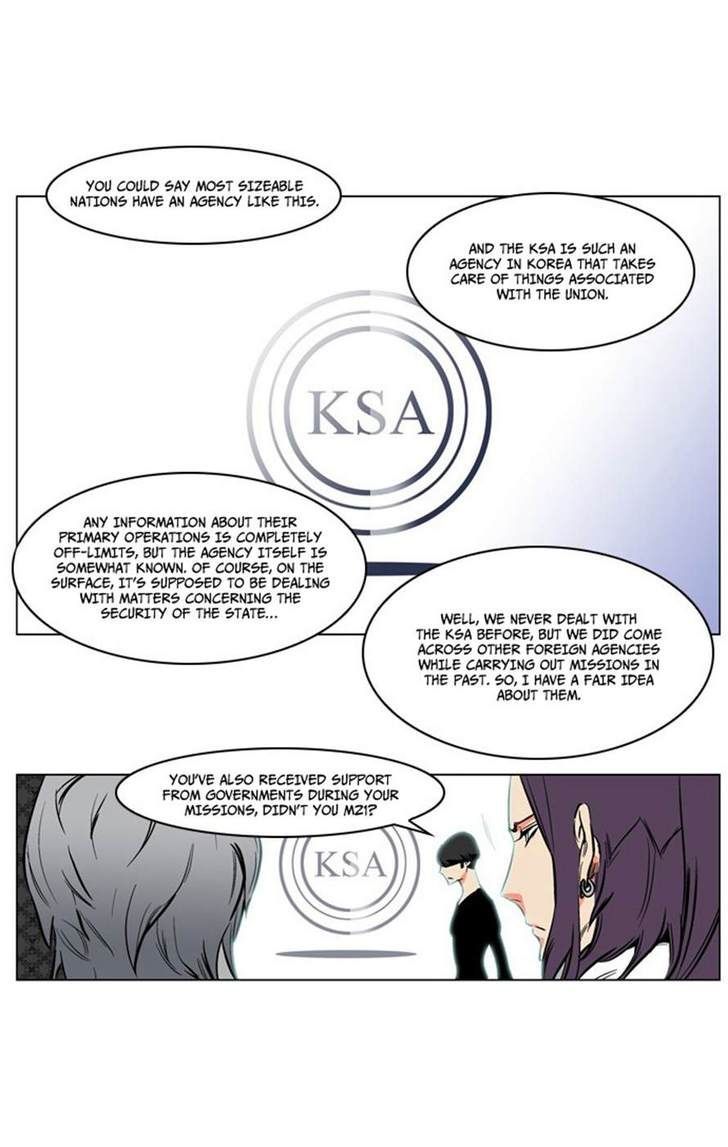 YOU COULD SAY MOST SIZEABLE
NATIONS HAVE AN AGENCY LIKE THIS.
AND THE KSA IS SUCH AN
AGENCY IN KOREA THAT TAKES
CARE OF THINGS ASSOCIATED
WITH THE UNION.
KSA
ANY INFORMATION ABOUT THEIR
PRIMARY OPERATIONS IS COMPLETELY
OFF-LIMITS, BUT THE AGENCY ITSELF IS
SOMEWHAT KNOWN. OF COURSE, ON THE
SURFACE, IT'S SUPPOSED TO BE DEALING
WITH MATTERS CONCERNING THE
SECURITY OF THE STATE...
WELL, WE NEVER DEALT WITH
THE KSA BEFORE, BUT WE DID COME
ACROSS OTHER FOREIGN AGENCIES
WHILE CARRYING OUT MISSIONS IN
THE PAST. SO, I HAVE A FAIR IDEA
ABOUT THEM.
YOU'VE ALSO RECEIVED SUPPORT
FROM GOVERNMENTS DURING YOUR
MISSIONS, DIDN'T YOU M21?
KSA